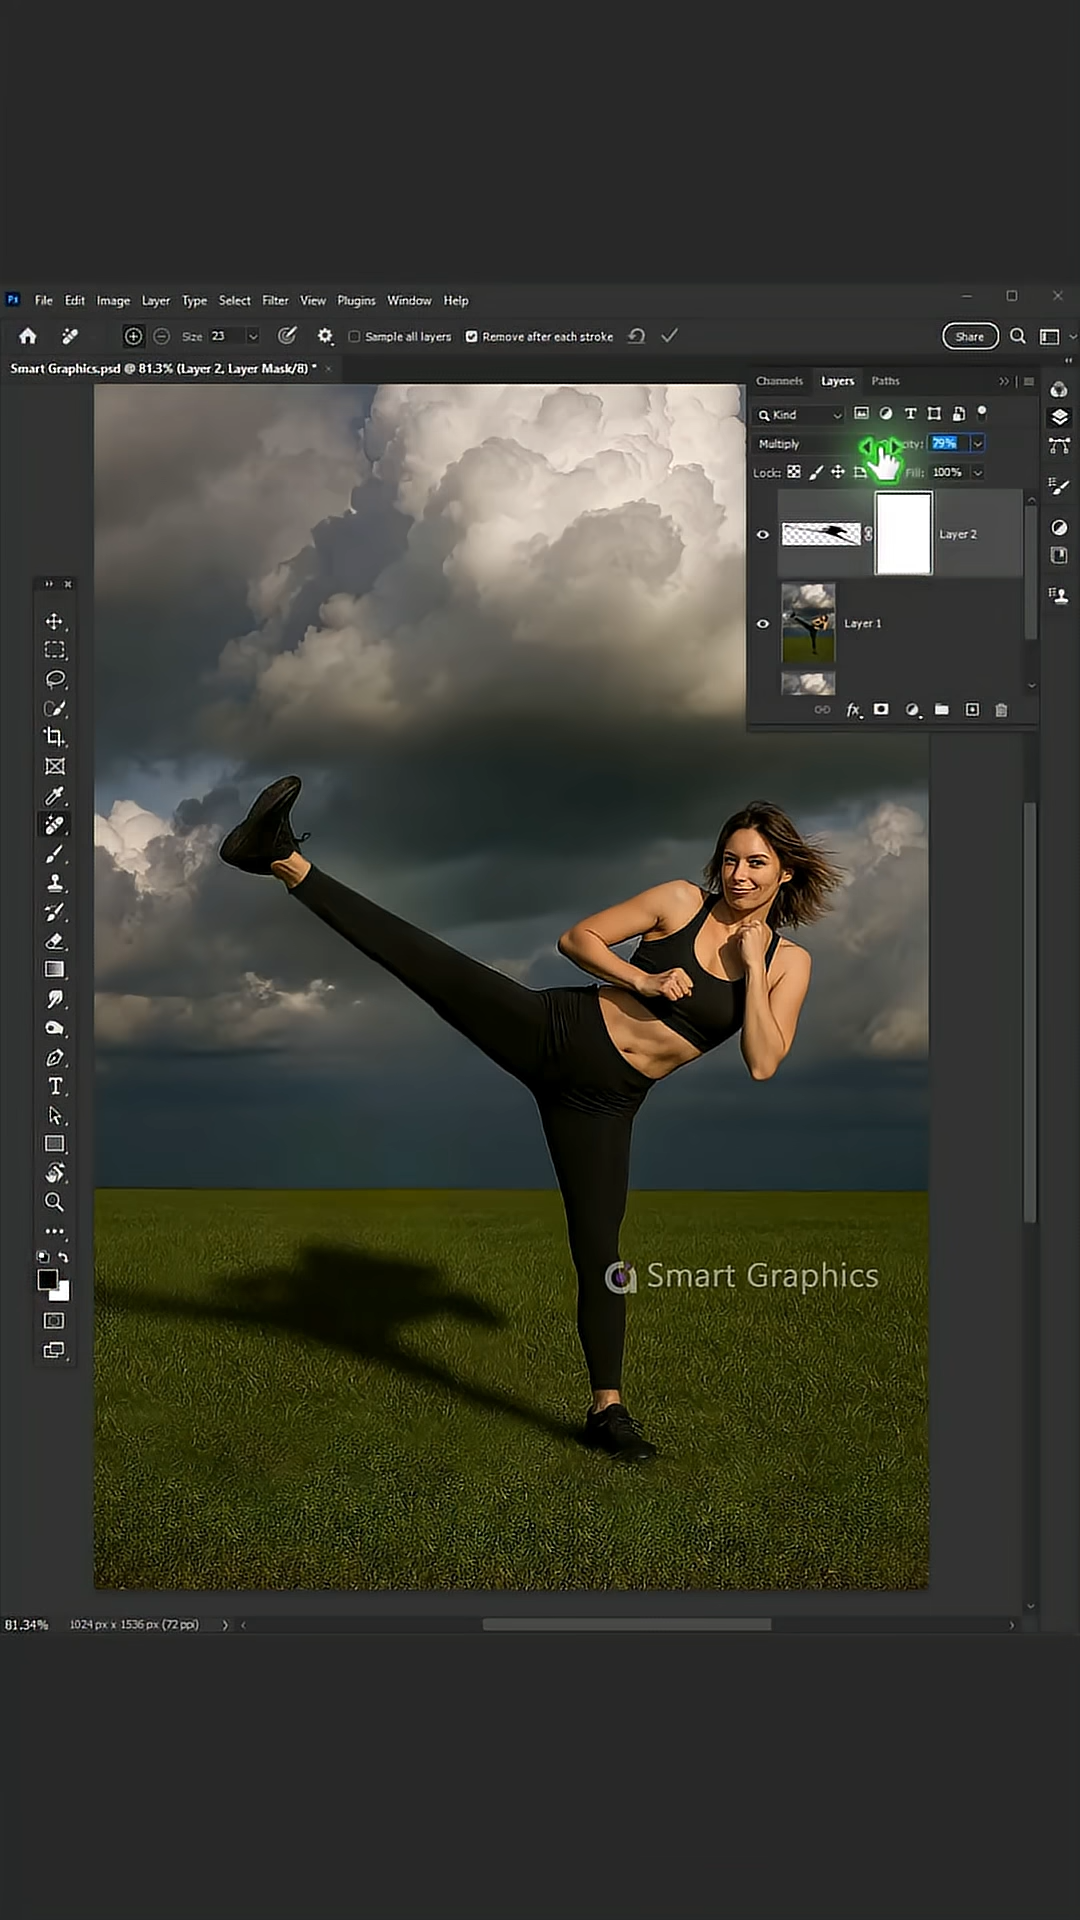 Ps File Edit Image Layer Type Select Filter View Plugins Window Help
Size 23 Sample all layers Remove after each stroke Share
Smart Graphics.psd @ 81.3% (Layer 2, Layer Mask/8) *
Channels Layers Paths
Kind
Multiply 79%
Lock: Fill: 100%
Layer 2
Layer 1
fx
Smart Graphics
81.34% 1024 px x 1536 px (72 ppi)